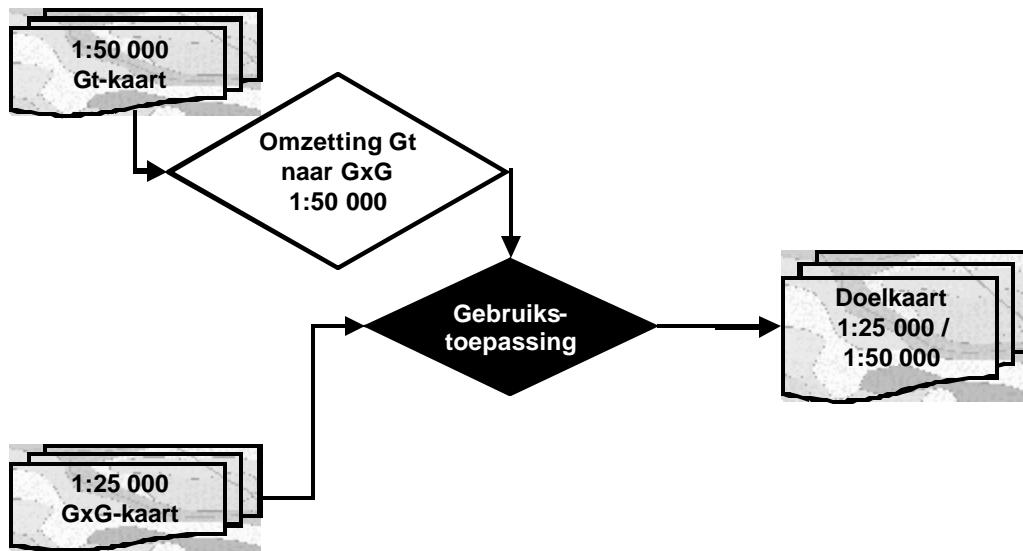 1:50 000
Gt-kaart
Omzetting Gt
naar GxG
1:50 000
Gebruiks-
toepassing
Doelkaart
1:25 000 /
1:50 000
1:25 000
GxG-kaart